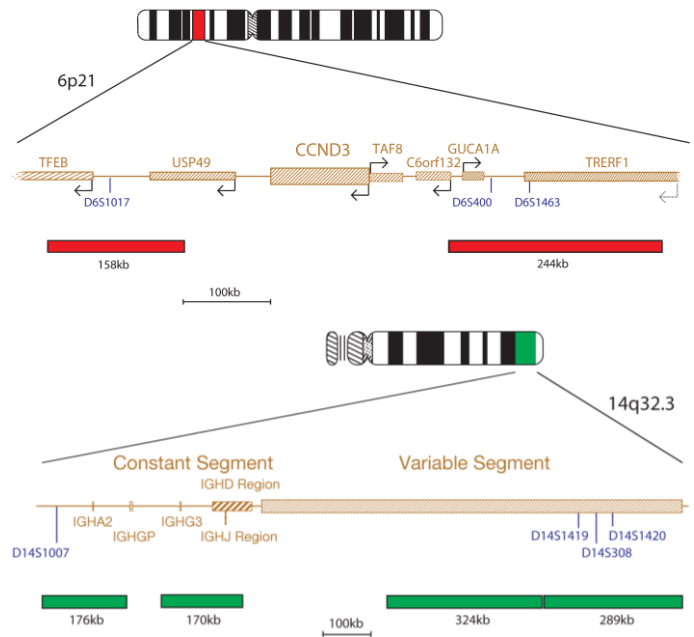 6p21
CCND3
TAF8
GUCA1A
TFEB
USP49
C6orf132
TRERF1
D6S1017
D6S400
D6S1463
158kb
244kb
100kb
14q32.3
Constant Segment
Variable Segment
IGHD Region
IGHA2
IGHG3
IGHGP
IGHJ Region
D14S1007
D14S1419
D14S1420
D14S308
176kb
170kb
324kb
289kb
100kb